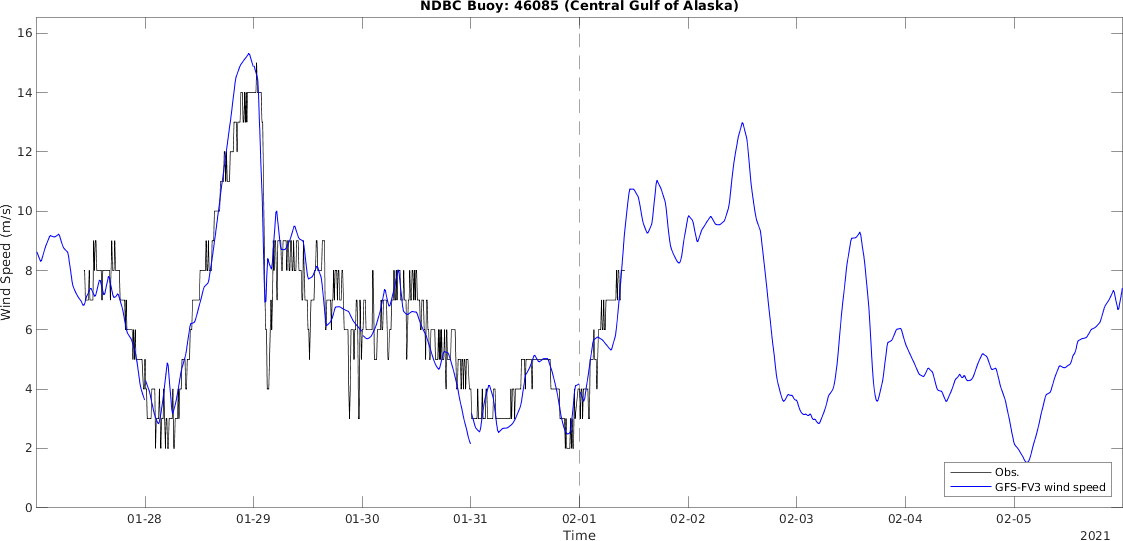 NDBC Buoy: 46085 (Central Gulf of Alaska)
16
14
12
10
8
6
4
2
0
Wind Speed (m/s)
Obs.
GFS-FV3 wind speed
01-28 01-29 01-30 01-31 02-01 02-02 02-03 02-04 02-05
Time
2021